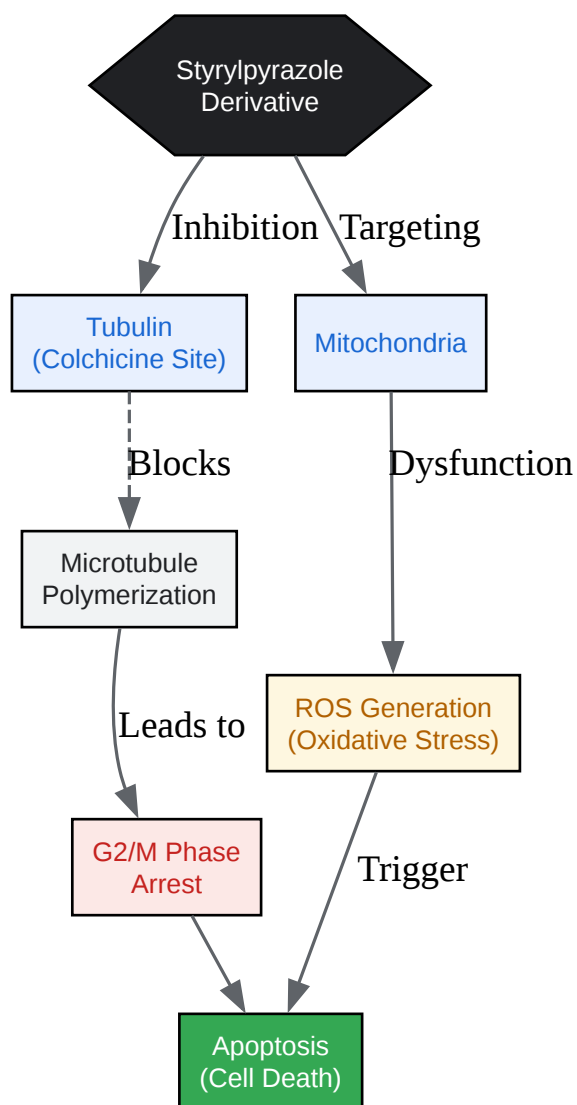 Styrylpyrazole
Derivative
Inhibition
Targeting
Tubulin
(Colchicine Site)
Mitochondria
Blocks
Dysfunction
Microtubule
Polymerization
Leads to
ROS Generation
(Oxidative Stress)
G2/M Phase
Arrest
Trigger
Apoptosis
(Cell Death)